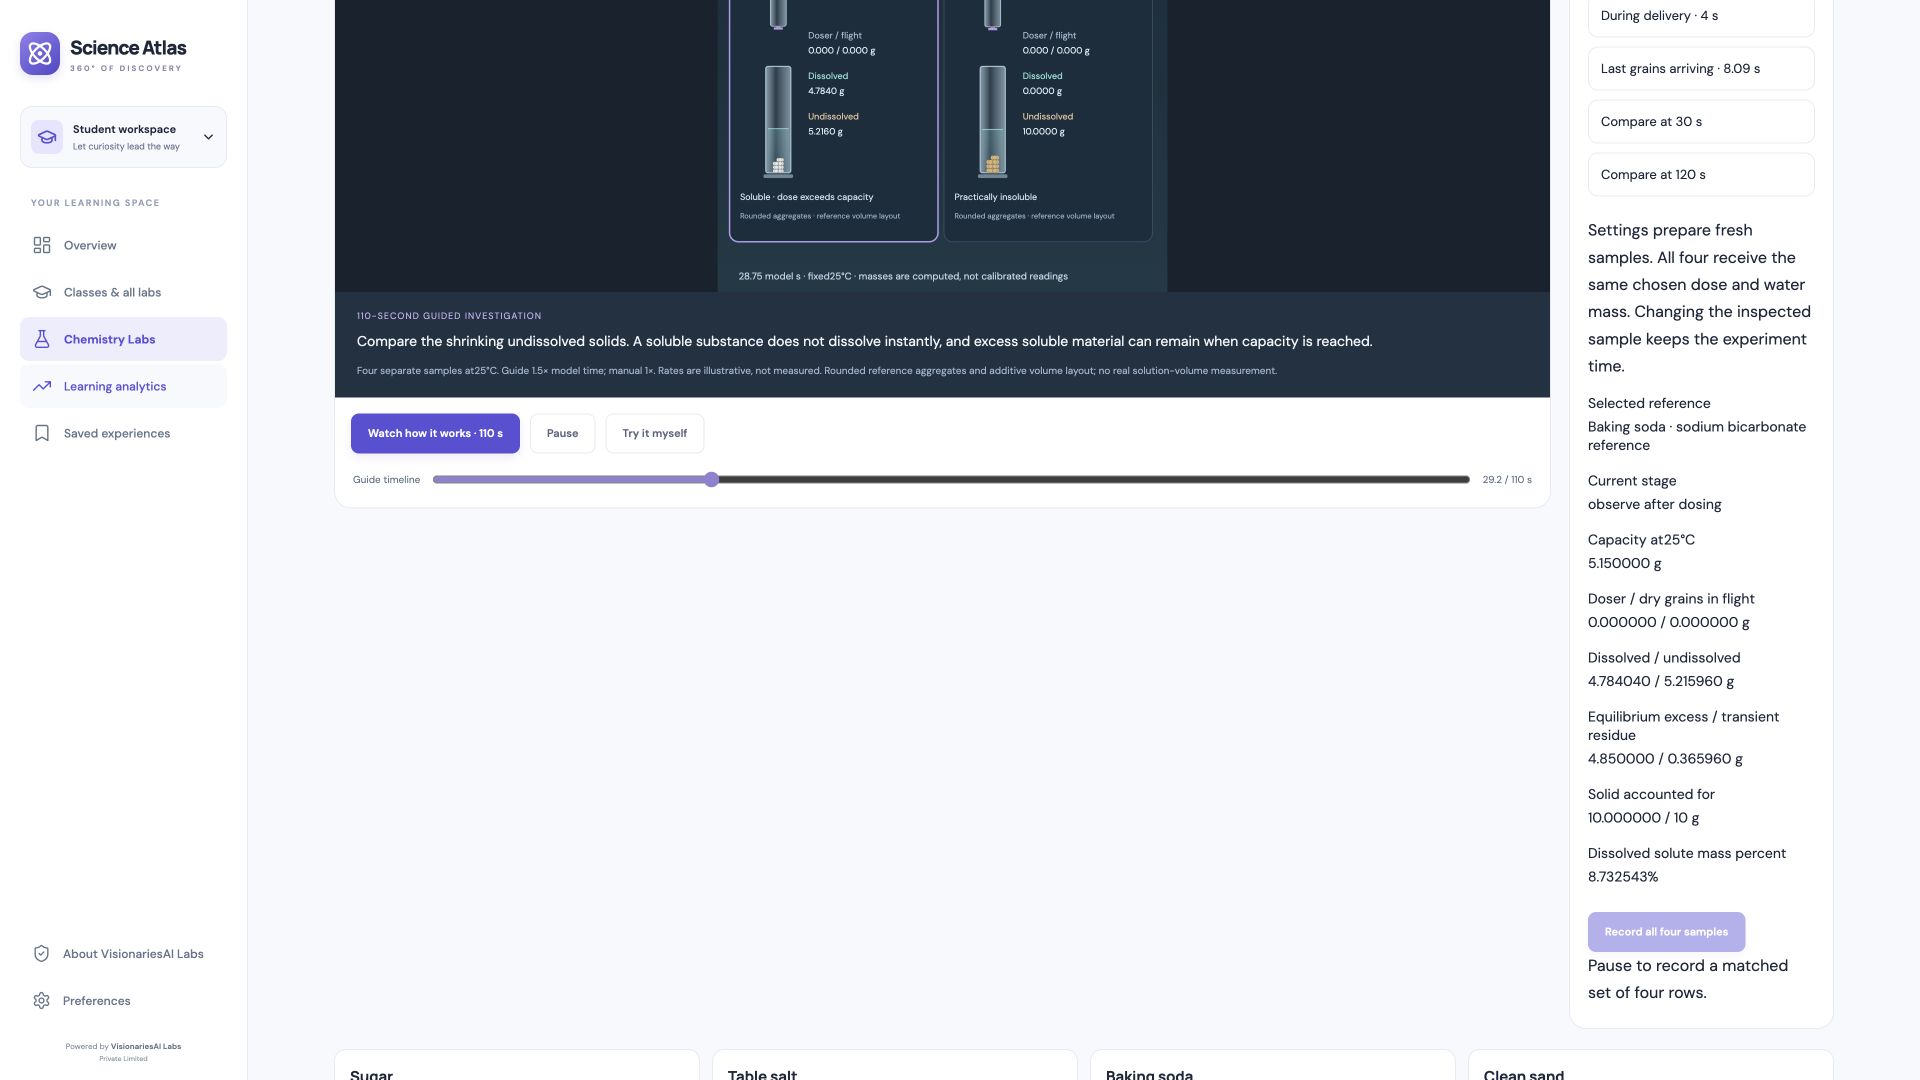 Science Atlas
360° OF DISCOVERY
Student workspace
Let curiosity lead the way
YOUR LEARNING SPACE
Overview
Classes & all labs
Chemistry Labs
Learning analytics
Saved experiences
About VisionariesAI Labs
Preferences
Powered by VisionariesAI Labs
Private Limited
Doser / flight
0.000 / 0.000 g
Dissolved
4.7840 g
Undissolved
5.2160 g
Soluble · dose exceeds capacity
Rounded aggregates · reference volume layout
Doser / flight
0.000 / 0.000 g
Dissolved
0.0000 g
Undissolved
10.0000 g
Practically insoluble
Rounded aggregates · reference volume layout
28.75 model s · fixed25°C · masses are computed, not calibrated readings
110-SECOND GUIDED INVESTIGATION
Compare the shrinking undissolved solids. A soluble substance does not dissolve instantly, and excess soluble material can remain when capacity is reached.
Four separate samples at25°C. Guide 1.5× model time; manual 1×. Rates are illustrative, not measured. Rounded reference aggregates and additive volume layout; no real solution-volume measurement.
Watch how it works · 110 s
Pause
Try it myself
Guide timeline
29.2 / 110 s
During delivery · 4 s
Last grains arriving · 8.09 s
Compare at 30 s
Compare at 120 s
Settings prepare fresh
samples. All four receive the
same chosen dose and water
mass. Changing the inspected
sample keeps the experiment
time.
Selected reference
Baking soda · sodium bicarbonate
reference
Current stage
observe after dosing
Capacity at25°C
5.150000 g
Doser / dry grains in flight
0.000000 / 0.000000 g
Dissolved / undissolved
4.784040 / 5.215960 g
Equilibrium excess / transient
residue
4.850000 / 0.365960 g
Solid accounted for
10.000000 / 10 g
Dissolved solute mass percent
8.732543%
Record all four samples
Pause to record a matched
set of four rows.
Sugar
Table salt
Baking soda
Clean sand